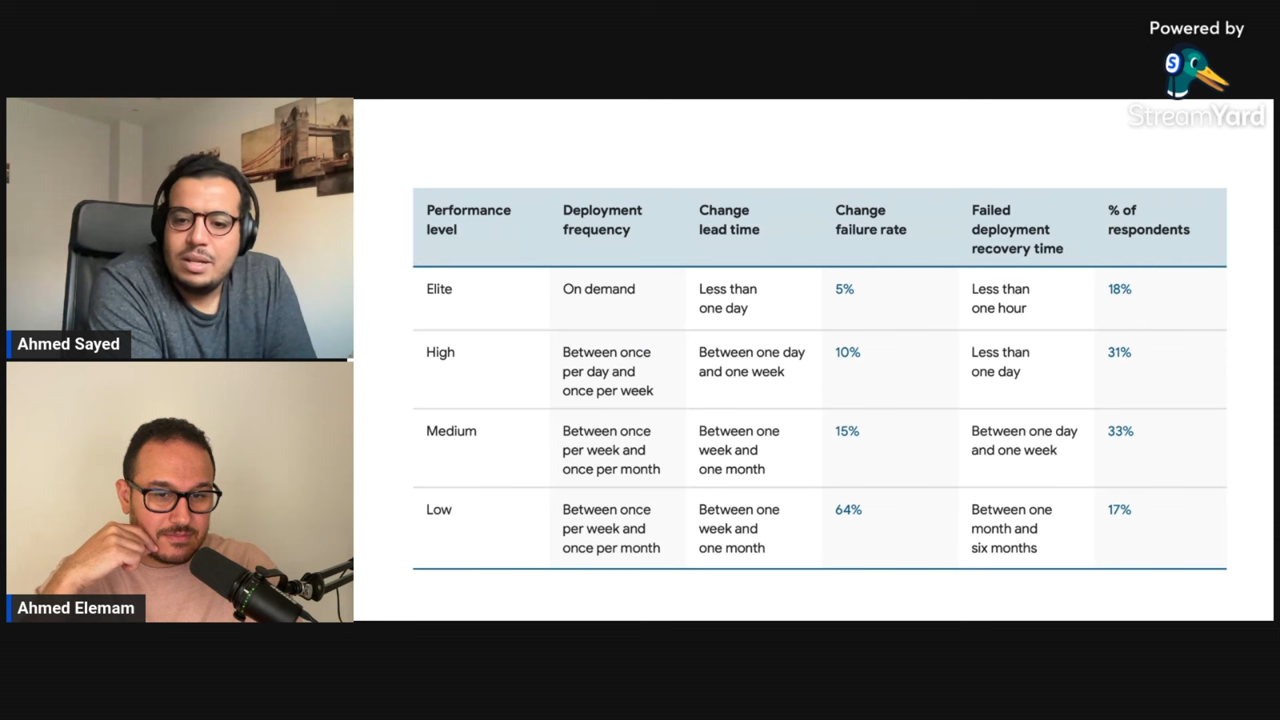 Powered by
S
StreamYard
Ahmed Sayed
Ahmed Elemam
Performance level
Deployment frequency
Change lead time
Change failure rate
Failed deployment recovery time
% of respondents
Elite
On demand
Less than one day
5%
Less than one hour
18%
High
Between once per day and once per week
Between one day and one week
10%
Less than one day
31%
Medium
Between once per week and once per month
Between one week and one month
15%
Between one day and one week
33%
Low
Between once per week and once per month
Between one week and one month
64%
Between one month and six months
17%